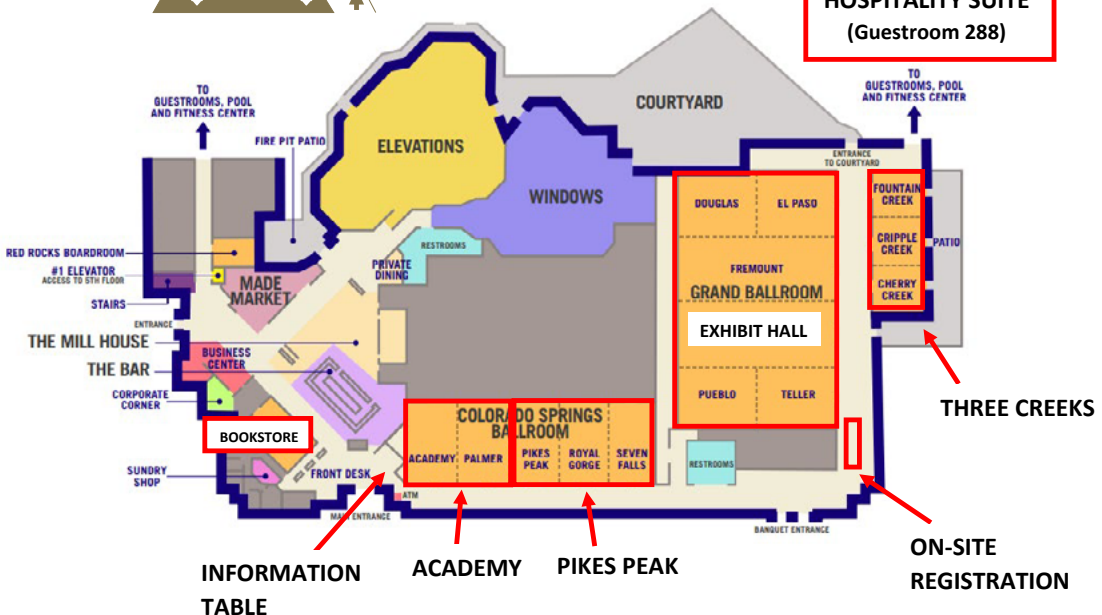 HOSPITALITY SUITE
(Guestroom 288)
TO
GUESTROOMS, POOL
AND FITNESS CENTER
COURTYARD
TO
GUESTROOMS, POOL
AND FITNESS CENTER
FIRE PIT PATIO
ELEVATIONS
ENTRANCE
TO COURTYARD
WINDOWS
DOUGLAS
EL PASO
FOUNTAIN
CREEK
RED ROCKS BOARDROOM
RESTROOMS
CRIPPLE
CREEK
PATIO
#1 ELEVATOR
ACCESS TO 5TH FLOOR
PRIVATE
DINING
FREMOUNT
MADE
MARKET
GRAND BALLROOM
CHERRY
CREEK
STAIRS
ENTRANCE
THE MILL HOUSE
EXHIBIT HALL
BUSINESS
CENTER
THE BAR
CORPORATE
CORNER
PUEBLO
TELLER
THREE CREEKS
COLORADO SPRINGS
BALLROOM
BOOKSTORE
ACADEMY
PALMER
PIKES
PEAK
ROYAL
GORGE
SEVEN
FALLS
RESTROOMS
SUNDRY
SHOP
FRONT DESK
ATM
MAIN ENTRANCE
BANQUET ENTRANCE
INFORMATION
TABLE
ACADEMY
PIKES PEAK
ON-SITE
REGISTRATION